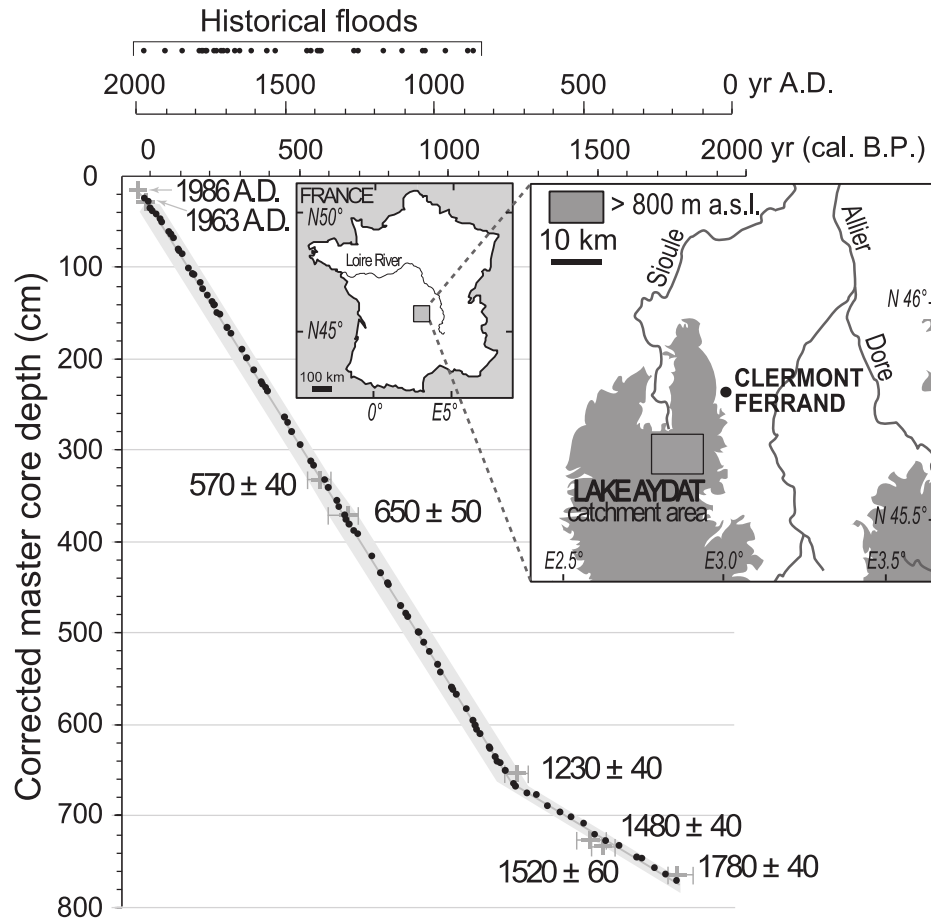 Historical floods
2000 1500 1000 500 0 yr A.D.
0 500 1000 1500 2000 yr (cal. B.P.)
Corrected master core depth (cm)
0
100
200
300
400
500
600
700
800
1986 A.D.
1963 A.D.
570 ± 40
650 ± 50
1230 ± 40
1480 ± 40
1520 ± 60
1780 ± 40
FRANCE
N50°
Loire River
N45°
100 km
0° E5°
> 800 m a.s.l.
10 km
Sioule
Allier
Dore
N 46°
CLERMONT
FERRAND
LAKE AYDAT
catchment area
N 45.5°
E2.5° E3.0° E3.5°